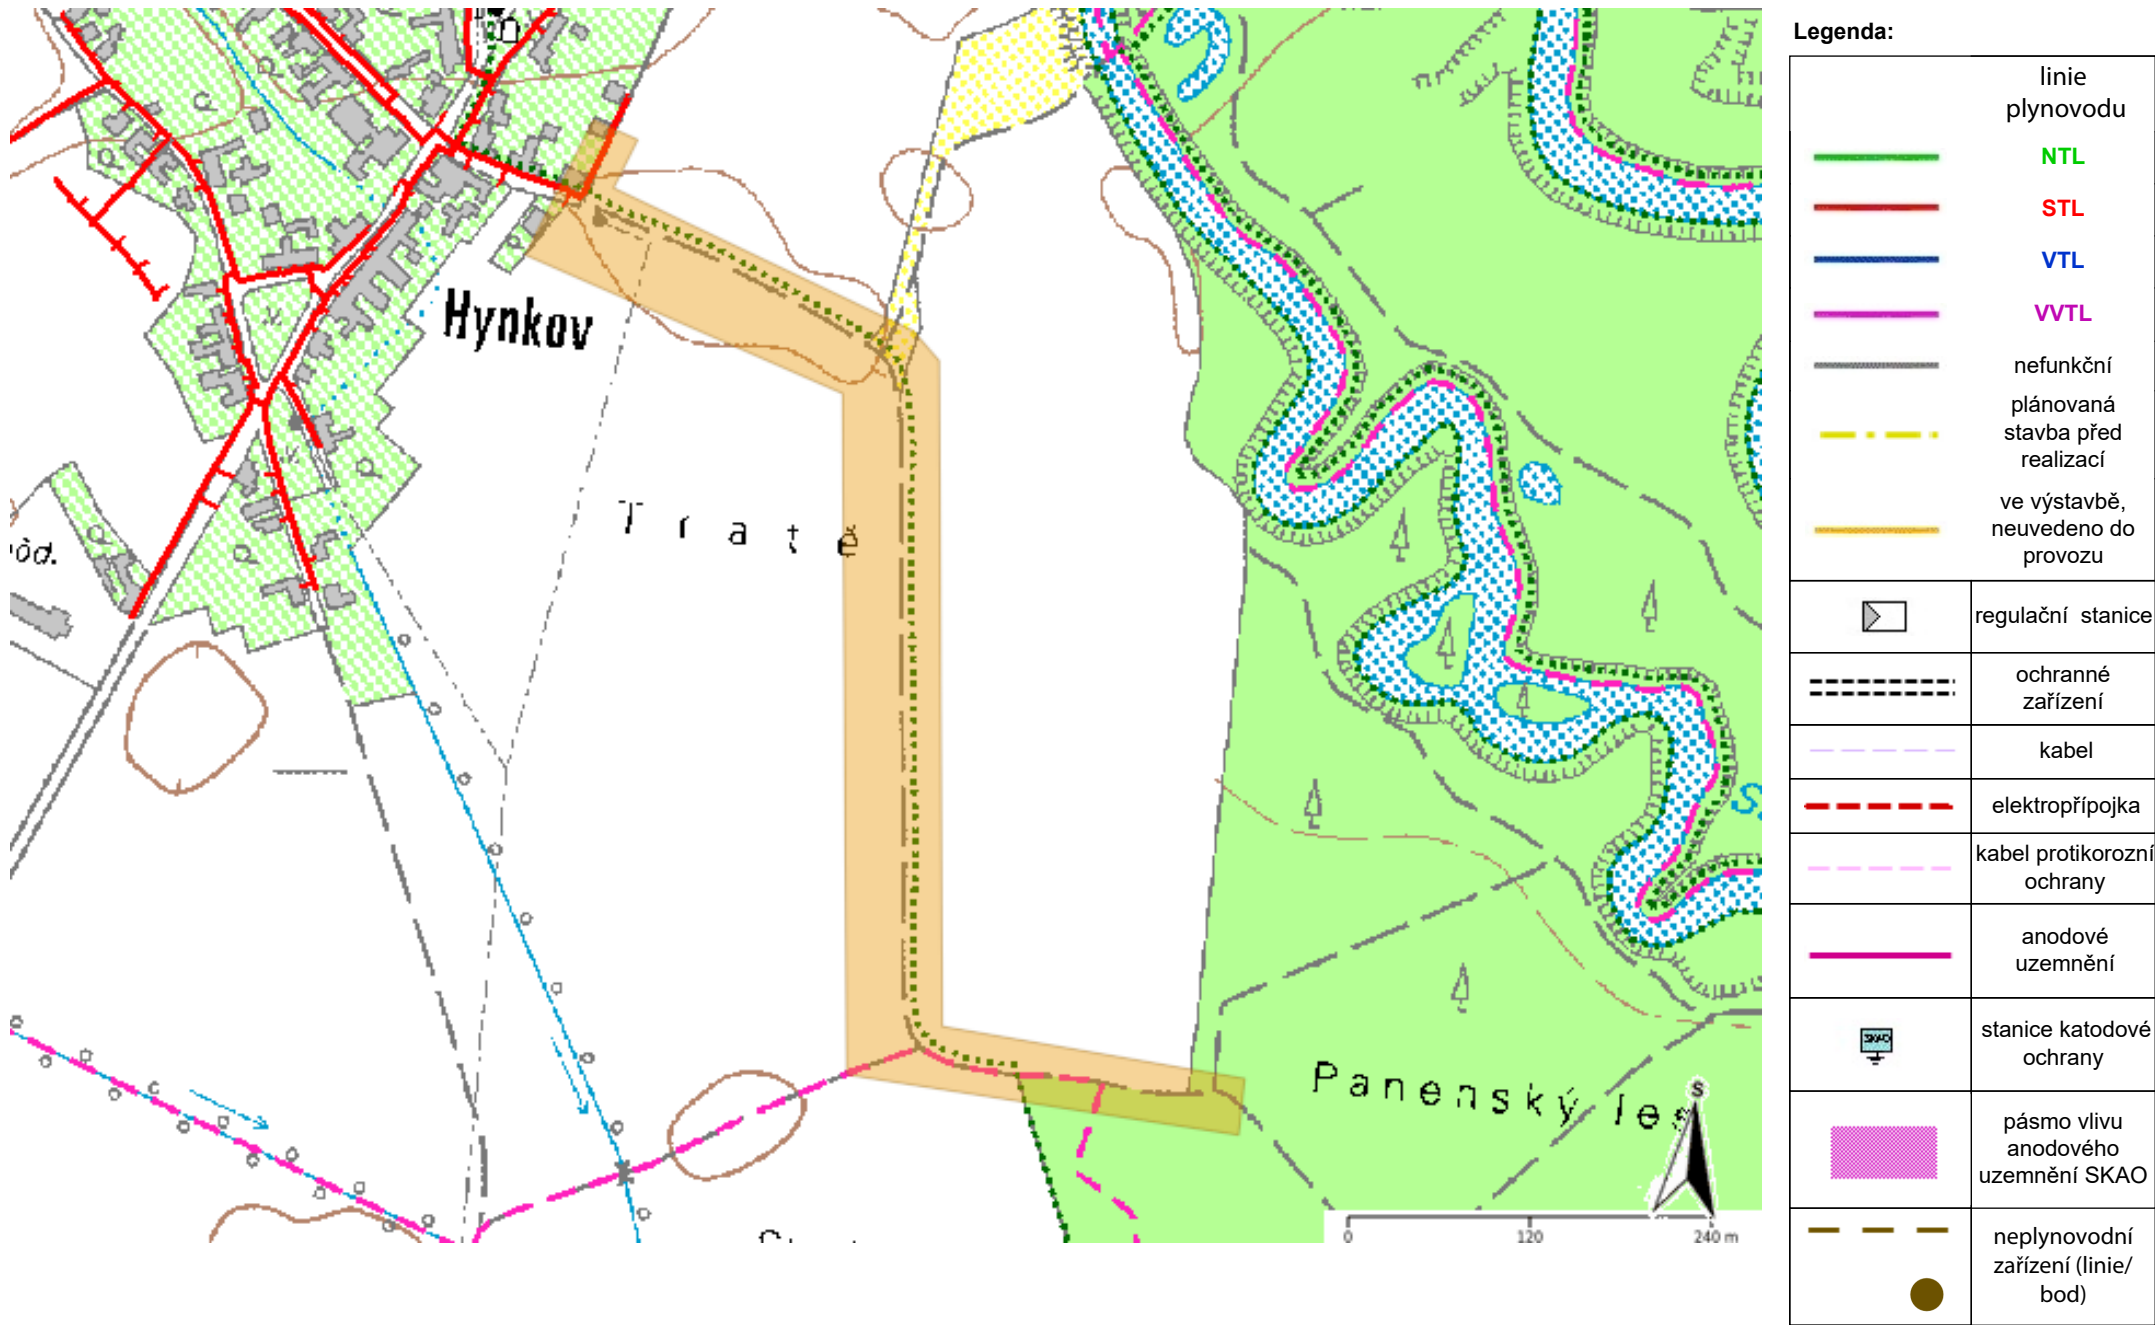 Hynkov
T r a t ě
ôd.
Panenský les
S
0 120 240 m
Legenda:
linie
plynovodu
NTL
STL
VTL
VVTL
nefunkční
plánovaná
stavba před
realizací
ve výstavbě,
neuvedeno do
provozu
regulační stanice
ochranné
zařízení
kabel
elektropřípojka
kabel protikorozní
ochrany
anodové
uzemnění
SKAO
stanice katodové
ochrany
pásmo vlivu
anodového
uzemnění SKAO
neplynovodní
zařízení (linie/
bod)